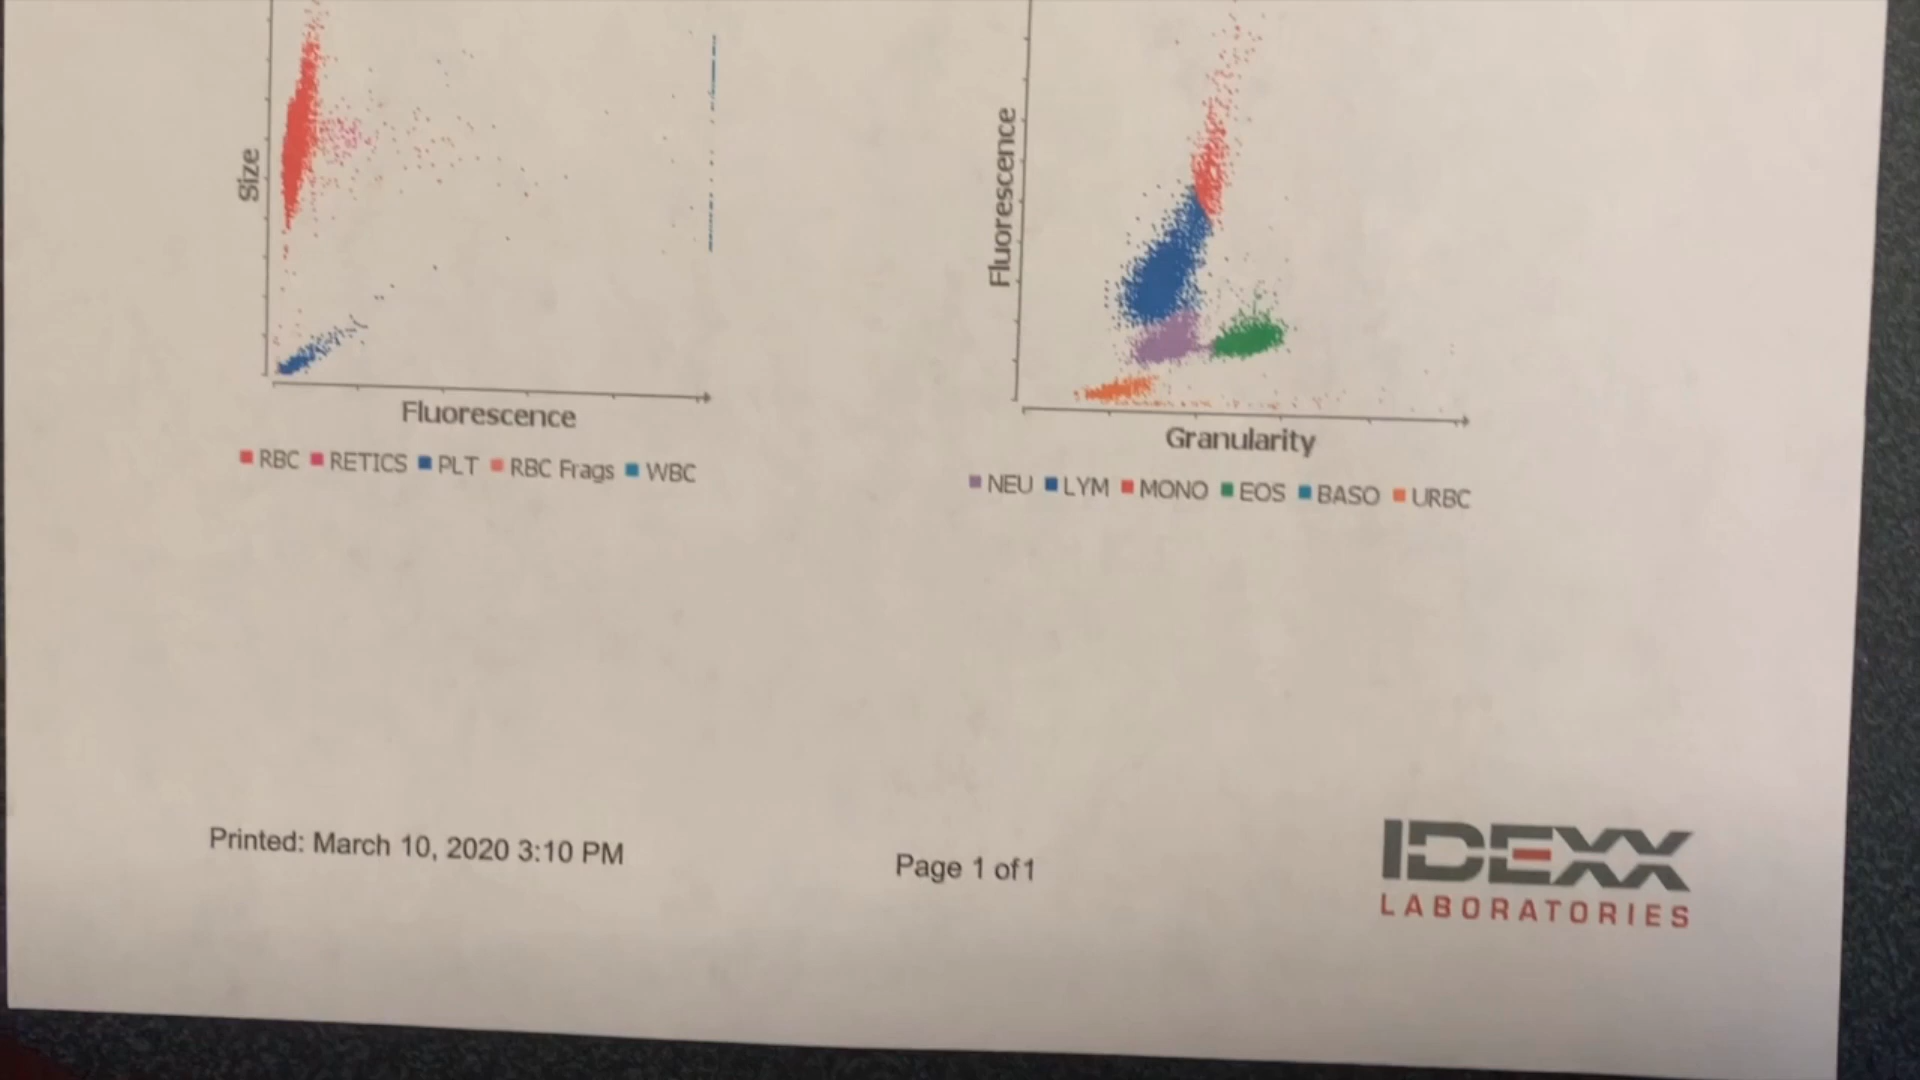 Size
Fluorescence
RBC RETICS PLT RBC Frags WBC
Fluorescence
Granularity
NEU LYM MONO EOS BASO URBC
Printed: March 10, 2020 3:10 PM
Page 1 of1
IDEXX
LABORATORIES